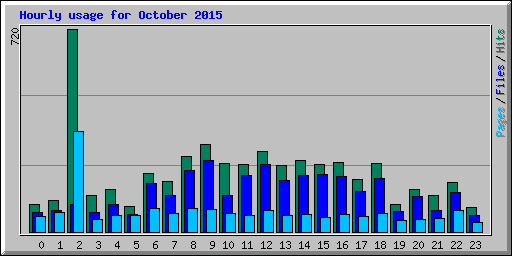 Hourly usage for October 2015
720
Pages / Files / Hits
0 1 2 3 4 5 6 7 8 9 10 11 12 13 14 15 16 17 18 19 20 21 22 23